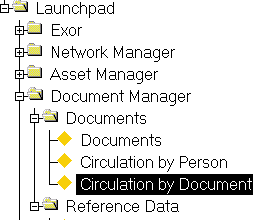 Launchpad
Exor
Network Manager
Asset Manager
Document Manager
Documents
Documents
Circulation by Person
Circulation by Document
Reference Data